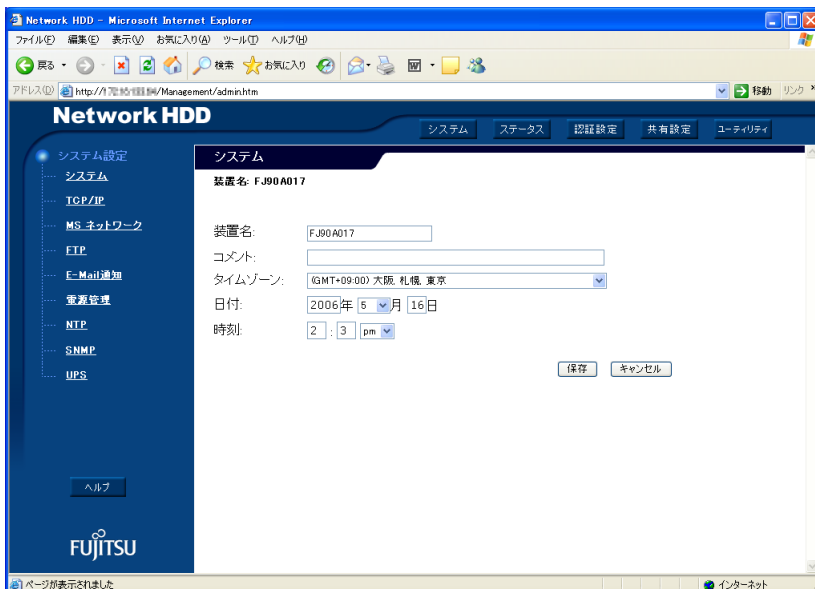 Network HDD - Microsoft Internet Explorer
ファイル(F) 編集(E) 表示(V) お気に入り(A) ツール(T) ヘルプ(H)
戻る 検索 お気に入り
アドレス(D) http:// /Management/admin.htm 移動 リンク »
Network HDD
システム ステータス 認証設定 共有設定 ユーティリティ
システム設定
システム
TCP/IP
MS ネットワーク
FTP
E-Mail通知
電源管理
NTP
SNMP
UPS
ヘルプ
FUJITSU
システム
装置名: FJ90A017
装置名: FJ90A017
コメント:
タイムゾーン: (GMT+09:00) 大阪, 札幌, 東京
日付: 2006年 5 月 16日
時刻: 2 : 3 pm
保存 キャンセル
ページが表示されました インターネット